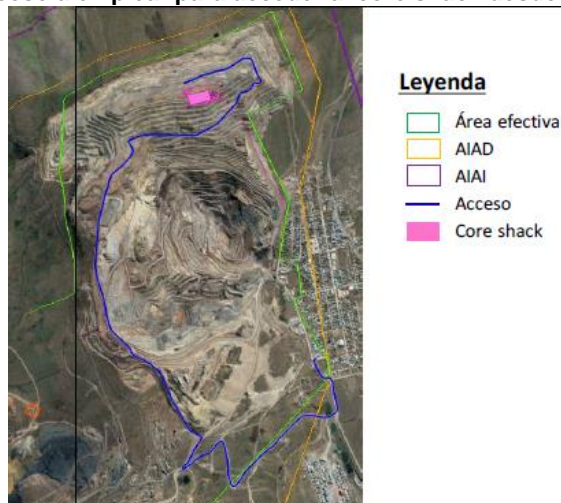 Leyenda
Área efectiva
AIAD
AIAI
Acceso
Core shack